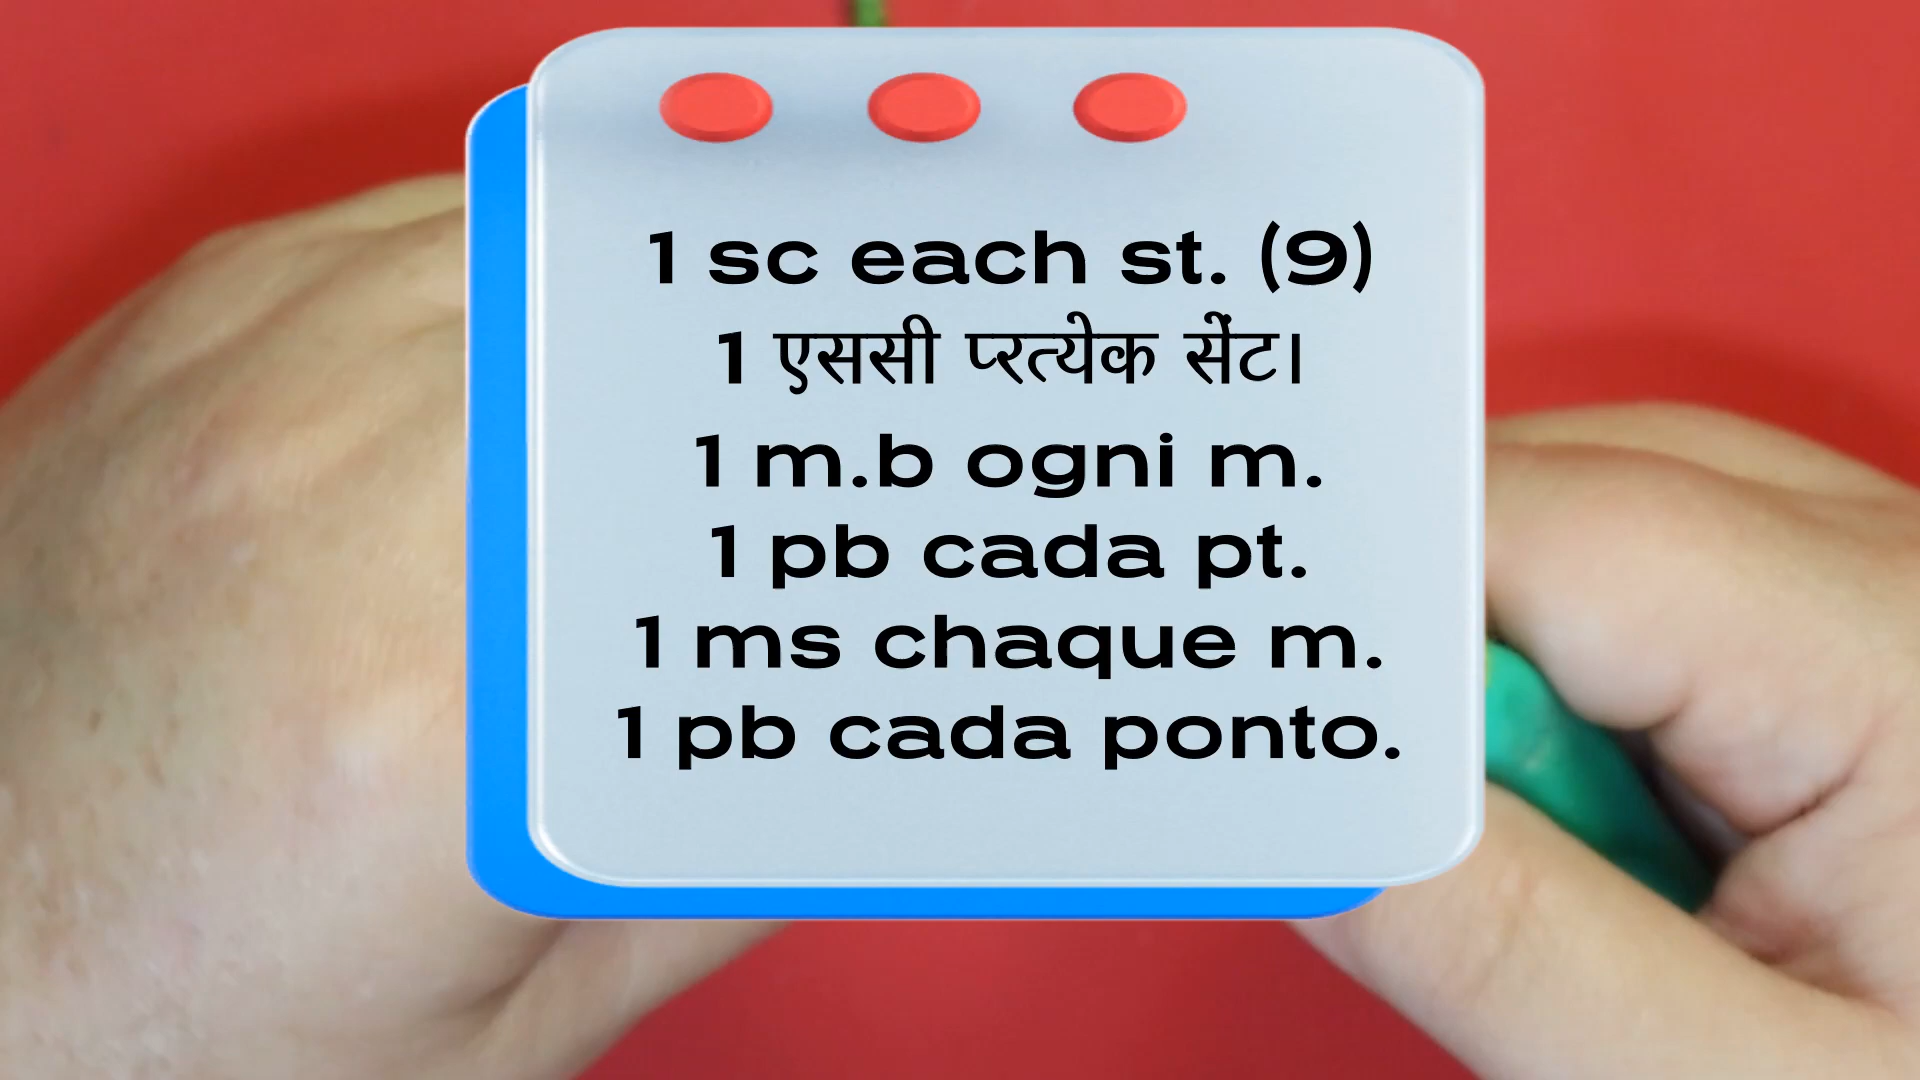 1 sc each st. (9)
1 एससी प्रत्येक सेंट।
1 m.b ogni m.
1 pb cada pt.
1 ms chaque m.
1 pb cada ponto.